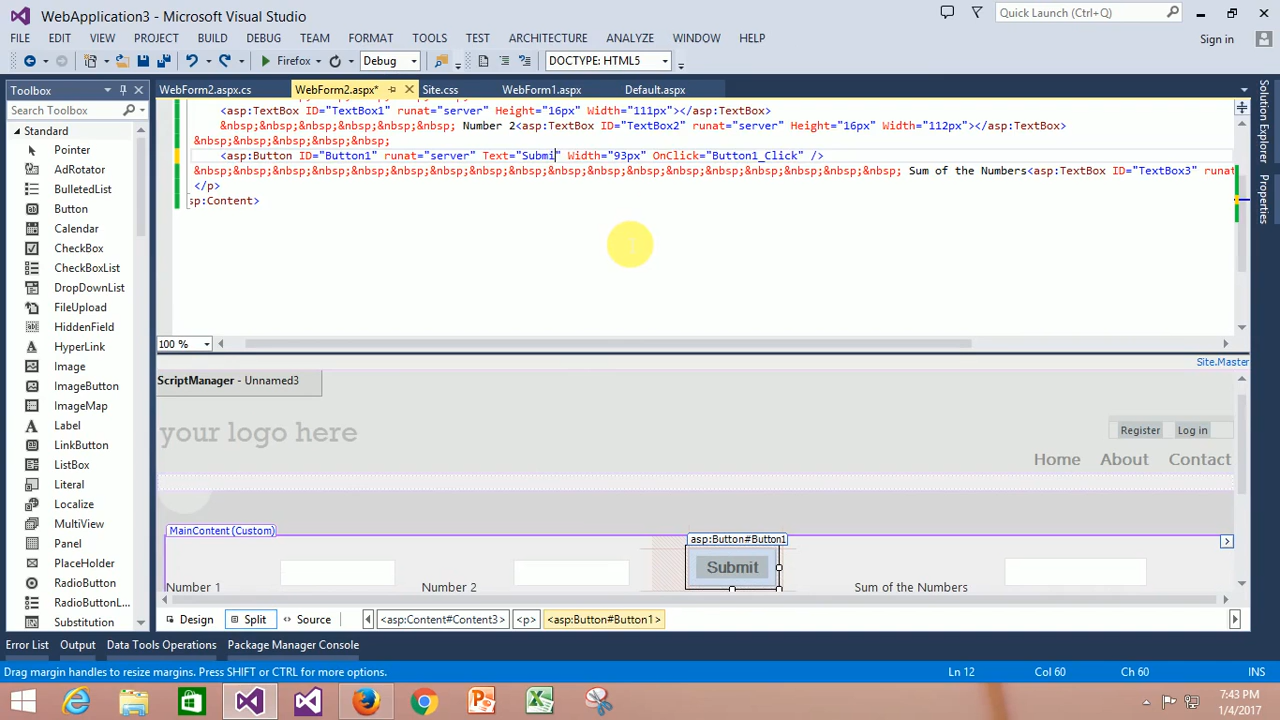 WebApplication3 - Microsoft Visual Studio
Quick Launch (Ctrl+Q)
FILE EDIT VIEW PROJECT BUILD DEBUG TEAM FORMAT TOOLS TEST ARCHITECTURE ANALYZE WINDOW HELP
Sign in
Firefox Debug DOCTYPE: HTML5
Toolbox
WebForm2.aspx.cs WebForm2.aspx* Site.css WebForm1.aspx Default.aspx
Search Toolbox
Standard
Pointer
AdRotator
BulletedList
Button
Calendar
CheckBox
CheckBoxList
DropDownList
FileUpload
HiddenField
HyperLink
Image
ImageButton
ImageMap
Label
LinkButton
ListBox
Literal
Localize
MultiView
Panel
PlaceHolder
RadioButton
RadioButtonL...
Substitution
<asp:TextBox ID="TextBox1" runat="server" Height="16px" Width="111px"></asp:TextBox>
&nbsp;&nbsp;&nbsp;&nbsp;&nbsp;&nbsp; Number 2<asp:TextBox ID="TextBox2" runat="server" Height="16px" Width="112px"></asp:TextBox>
&nbsp;&nbsp;&nbsp;&nbsp;&nbsp;
<asp:Button ID="Button1" runat="server" Text="Submi" Width="93px" OnClick="Button1_Click" />
&nbsp;&nbsp;&nbsp;&nbsp;&nbsp;&nbsp;&nbsp;&nbsp;&nbsp;&nbsp;&nbsp;&nbsp;&nbsp;&nbsp;&nbsp;&nbsp;&nbsp;&nbsp; Sum of the Numbers<asp:TextBox ID="TextBox3" runat
</p>
sp:Content>
100 %
Solution Explorer
Properties
Site.Master
ScriptManager - Unnamed3
your logo here
Register Log in
Home About Contact
MainContent (Custom)
asp:Button#Button1
Submit
Number 1 Number 2 Sum of the Numbers
Design Split Source <asp:Content#Content3> <p> <asp:Button#Button1>
Error List Output Data Tools Operations Package Manager Console
Drag margin handles to resize margins. Press SHIFT or CTRL for more options. Ln 12 Col 60 Ch 60 INS
7:43 PM
1/4/2017